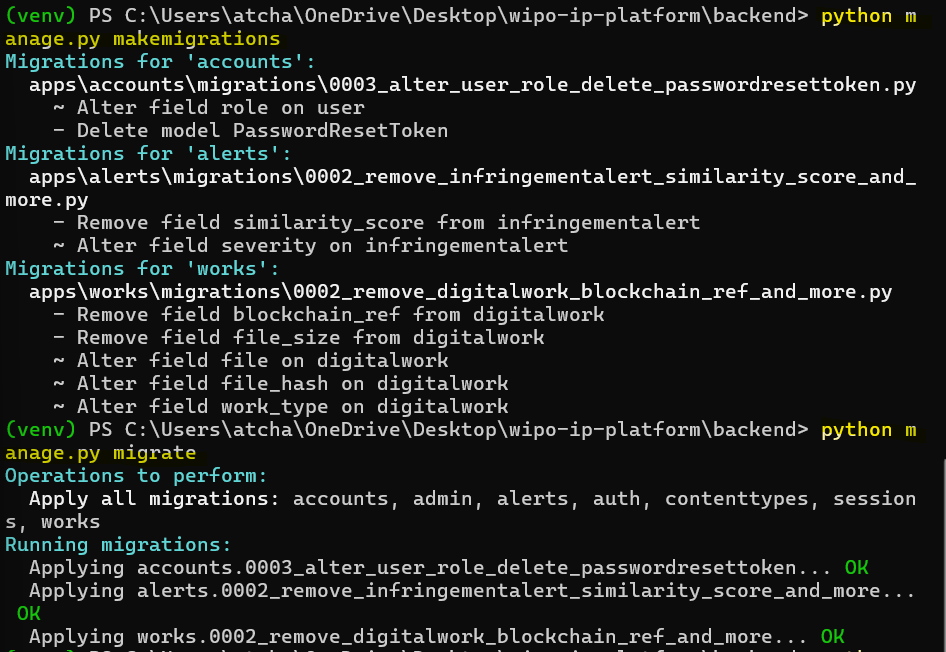 (venv) PS C:\Users\atcha\OneDrive\Desktop\wipo-ip-platform\backend> python m
anage.py makemigrations
Migrations for 'accounts':
  apps\accounts\migrations\0003_alter_user_role_delete_passwordresettoken.py
    ~ Alter field role on user
    - Delete model PasswordResetToken
Migrations for 'alerts':
  apps\alerts\migrations\0002_remove_infringementalert_similarity_score_and_
more.py
    - Remove field similarity_score from infringementalert
    ~ Alter field severity on infringementalert
Migrations for 'works':
  apps\works\migrations\0002_remove_digitalwork_blockchain_ref_and_more.py
    - Remove field blockchain_ref from digitalwork
    - Remove field file_size from digitalwork
    ~ Alter field file on digitalwork
    ~ Alter field file_hash on digitalwork
    ~ Alter field work_type on digitalwork
(venv) PS C:\Users\atcha\OneDrive\Desktop\wipo-ip-platform\backend> python m
anage.py migrate
Operations to perform:
  Apply all migrations: accounts, admin, alerts, auth, contenttypes, session
s, works
Running migrations:
  Applying accounts.0003_alter_user_role_delete_passwordresettoken... OK
  Applying alerts.0002_remove_infringementalert_similarity_score_and_more...
 OK
  Applying works.0002_remove_digitalwork_blockchain_ref_and_more... OK